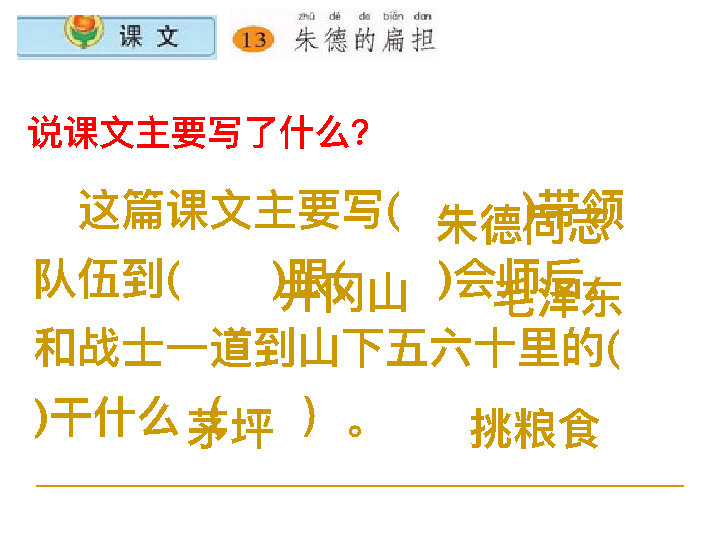 课文
zhū dé de biǎn dan
13 朱德的扁担
说课文主要写了什么?
这篇课文主要写( )带领
朱德同志
队伍到( )跟( )会师后,
井冈山 毛泽东
和战士一道到山下五六十里的(
)干什么 ( ) 。
茅坪 挑粮食